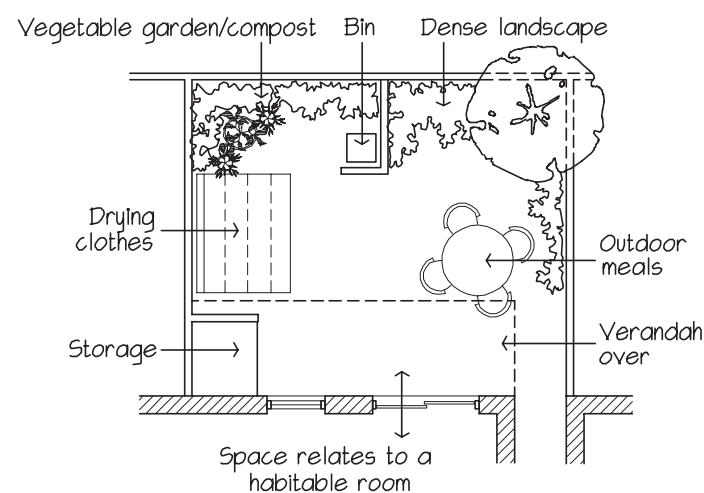 Vegetable garden/compost
Bin
Dense landscape
Drying
clothes
Outdoor
meals
Storage
Verandah
over
Space relates to a
habitable room